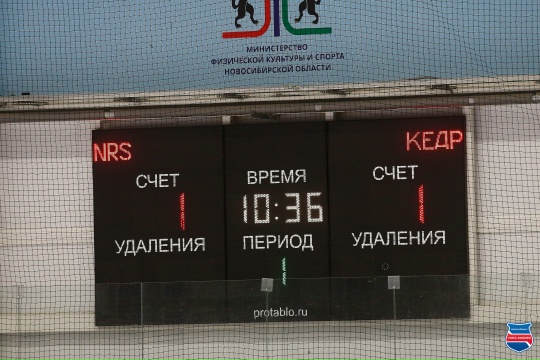 МИНИСТЕРСТВО
ФИЗИЧЕСКОЙ КУЛЬТУРЫ И СПОРТА
НОВОСИБИРСКОЙ ОБЛАСТИ
NRS
КЕДР
СЧЕТ
ВРЕМЯ
СЧЕТ
1
10:36
1
УДАЛЕНИЯ
ПЕРИОД
УДАЛЕНИЯ
1
protablo.ru